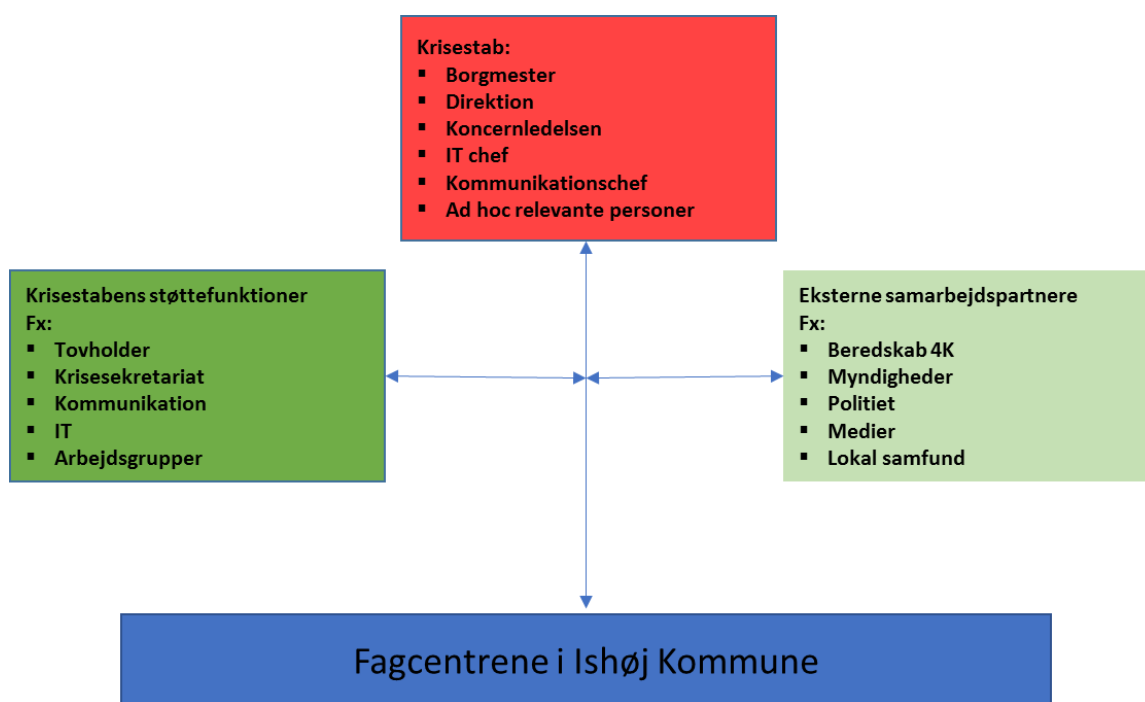 Krisestab:
▪ Borgmester
▪ Direktion
▪ Koncernledelsen
▪ IT chef
▪ Kommunikationschef
▪ Ad hoc relevante personer
Krisestabens støttefunktioner
Fx:
▪ Tovholder
▪ Krisesekretariat
▪ Kommunikation
▪ IT
▪ Arbejdsgrupper
Eksterne samarbejdspartnere
Fx:
▪ Beredskab 4K
▪ Myndigheder
▪ Politiet
▪ Medier
▪ Lokal samfund
Fagcentrene i Ishøj Kommune